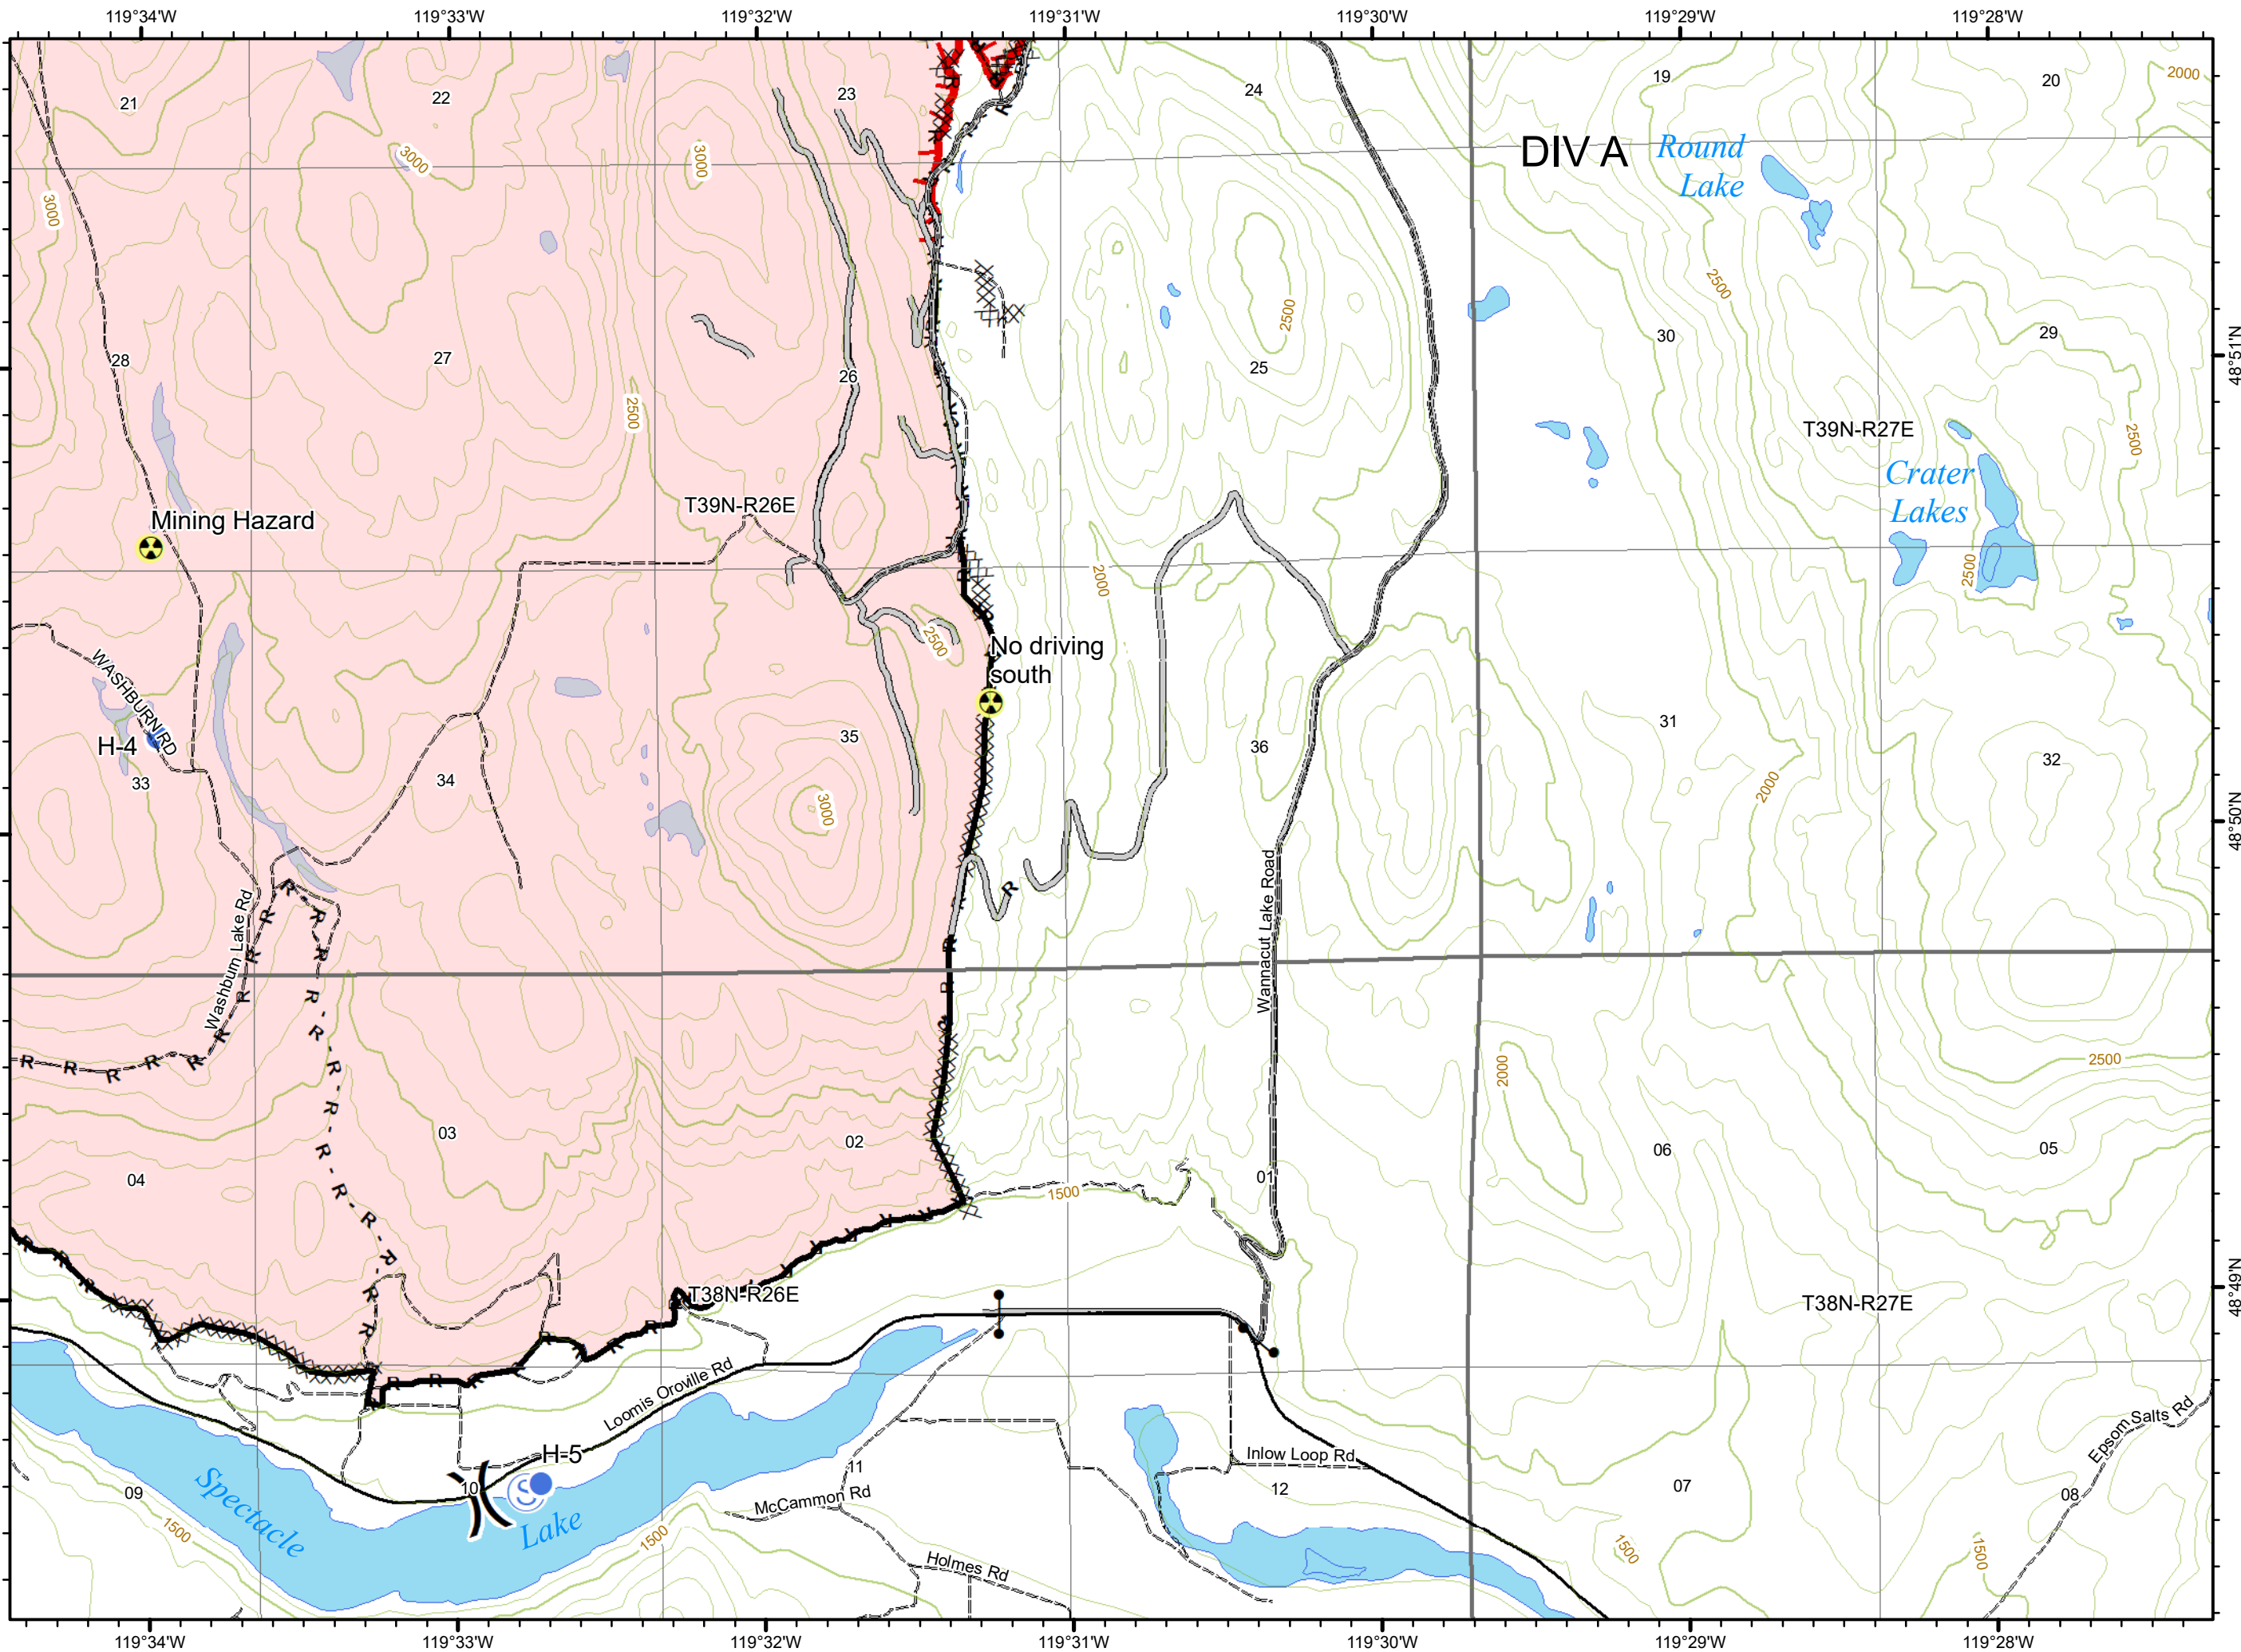 119°34'W
119°33'W
119°32'W
119°31'W
119°30'W
119°29'W
119°28'W
21
22
23
24
19
20
2000
3000
3000
3000
DIV A
Round
Lake
2500
2500
48°51'N
28
27
26
25
30
29
2500
T39N-R27E
2500
Crater
Lakes
T39N-R26E
Mining Hazard
2500
2000
2500
No driving
south
WASHBURN RD
H-4
33
34
35
36
31
32
3000
2000
48°50'N
R
Washburn Lake Rd
Wannacut Lake Road
R R R R R
2000
2500
03
02
04
01
06
05
1500
T38N-R26E
T38N-R27E
48°49'N
Loomis Oroville Rd
Epsom Salts Rd
H-5
S
10
11
Inlow Loop Rd
12
07
08
09
Spectacle
Lake
McCammon Rd
Holmes Rd
1500
1500
1500
1500
119°34'W
119°33'W
119°32'W
119°31'W
119°30'W
119°29'W
119°28'W